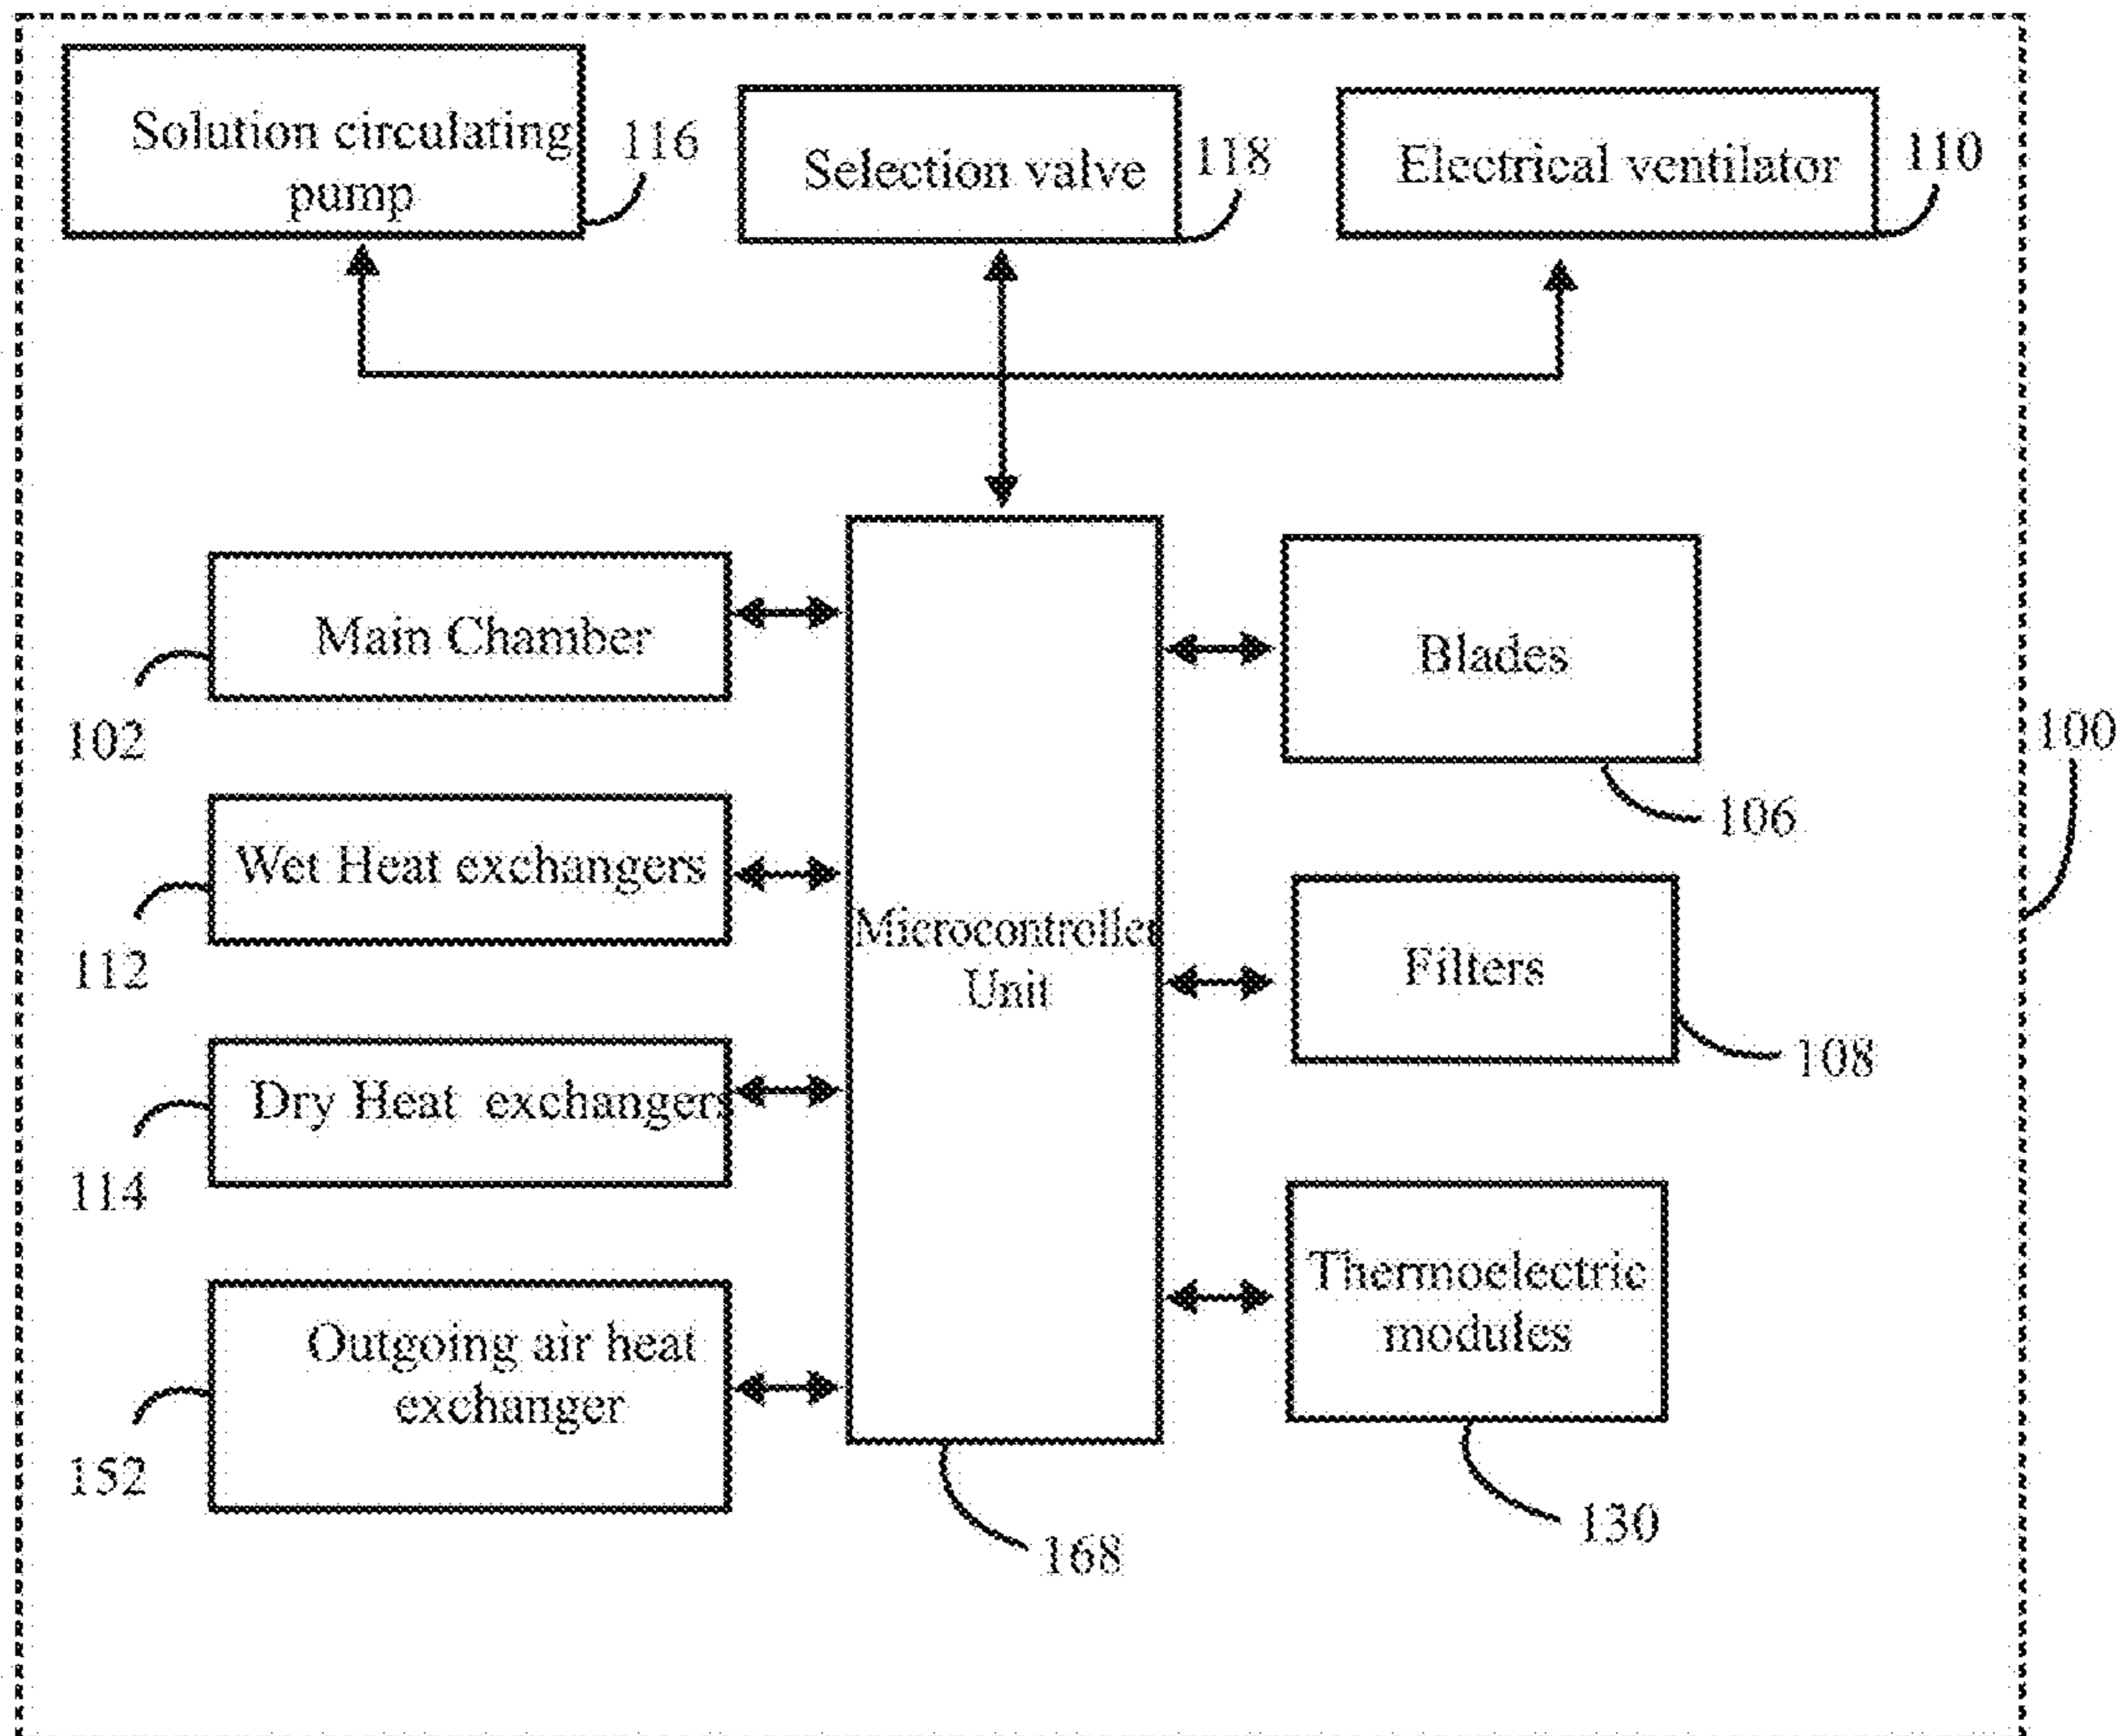 Solution circulating
pump
116
Selection valve
118
Electrical ventilator
110
Main Chamber
102
Wet Heat exchangers
112
Dry Heat exchangers
114
Outgoing air heat
exchanger
152
Microcontroller
Unit
168
Blades
106
Filters
108
Thermoelectric
modules
130
100